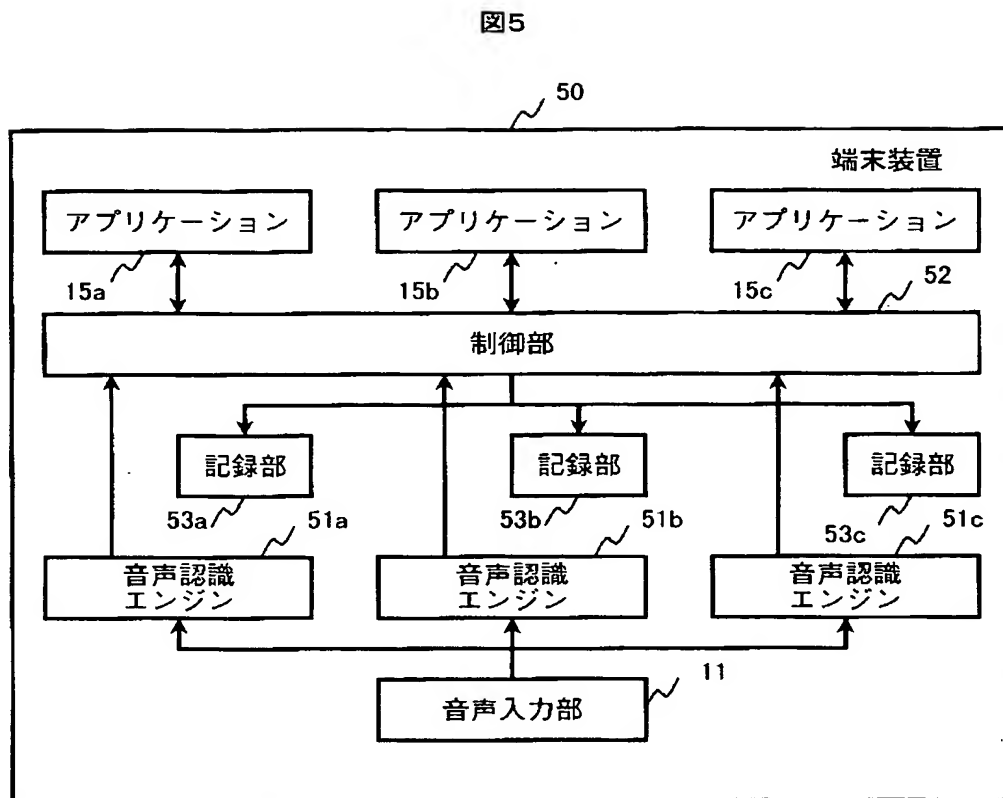 図5
50
端末装置
アプリケーション
アプリケーション
アプリケーション
15a
15b
15c
52
制御部
記録部
記録部
記録部
53a
51a
53b
51b
53c
51c
音声認識
エンジン
音声認識
エンジン
音声認識
エンジン
11
音声入力部